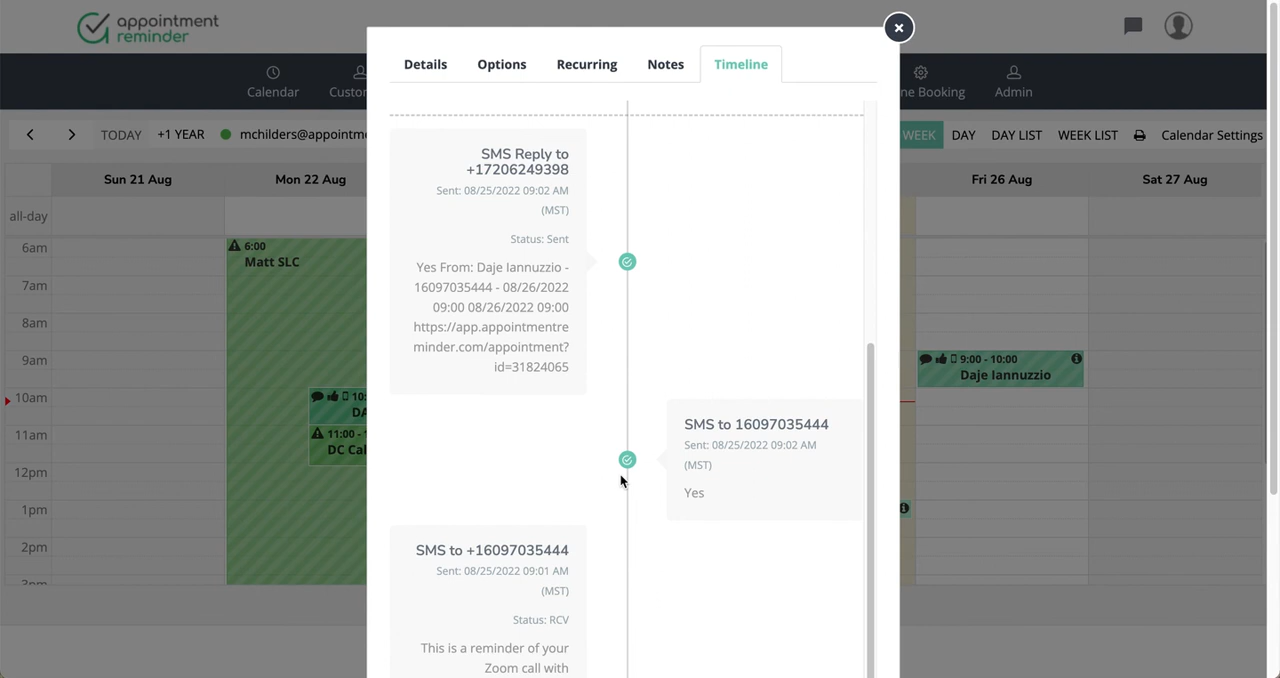 appointment
reminder
Details
Options
Recurring
Notes
Timeline
Calendar
Custom
ne Booking
Admin
TODAY
+1 YEAR
mchilders@appointme
WEEK
DAY
DAY LIST
WEEK LIST
Calendar Settings
Sun 21 Aug
Mon 22 Aug
Fri 26 Aug
Sat 27 Aug
all-day
6am
7am
8am
9am
10am
11am
12pm
1pm
2pm
3pm
6:00
Matt SLC
10:
DA
11:00 - 1
DC Cal
9:00 - 10:00
Daje Iannuzzio
SMS Reply to
+17206249398
Sent: 08/25/2022 09:02 AM
(MST)
Status: Sent
Yes From: Daje Iannuzzio -
16097035444 - 08/26/2022
09:00 08/26/2022 09:00
https://app.appointmentre
minder.com/appointment?
id=31824065
SMS to 16097035444
Sent: 08/25/2022 09:02 AM
(MST)
Yes
SMS to +16097035444
Sent: 08/25/2022 09:01 AM
(MST)
Status: RCV
This is a reminder of your
Zoom call with